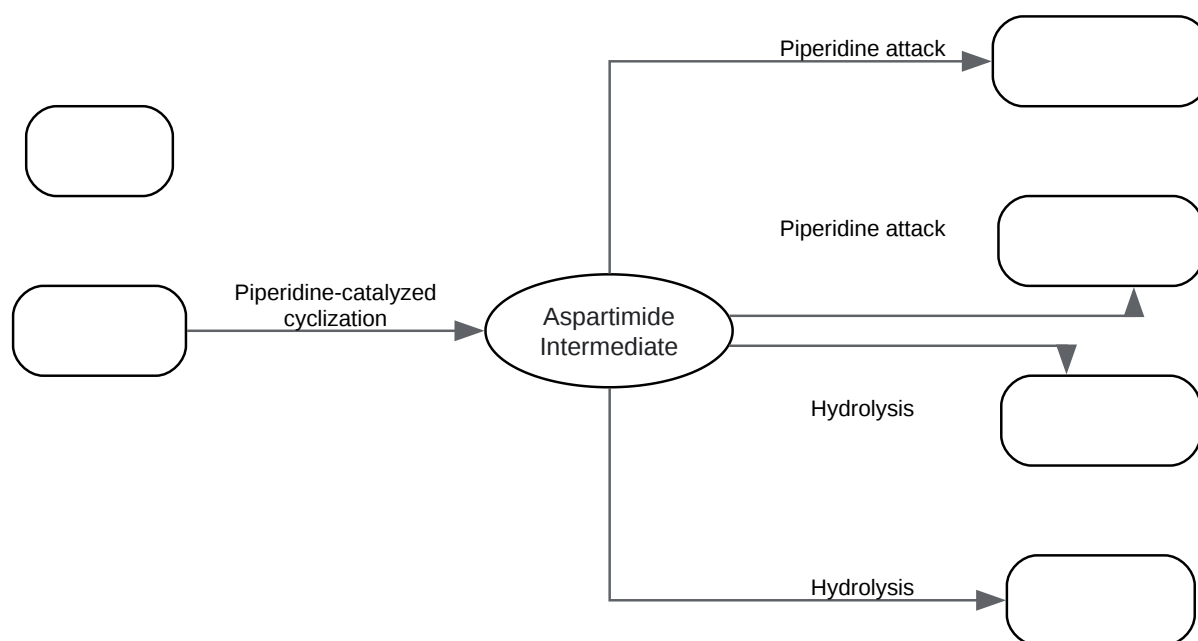 Piperidine attack
Piperidine attack
Piperidine-catalyzed
cyclization
Aspartimide
Intermediate
Hydrolysis
Hydrolysis